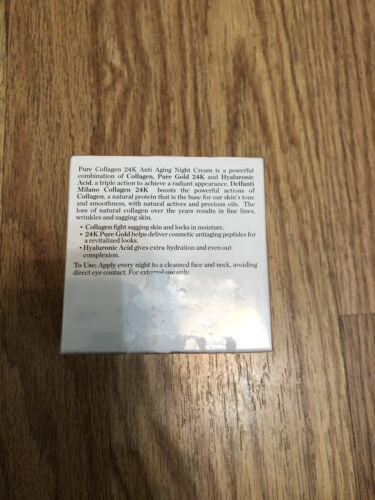 Pure Collagen 24K Anti Aging Night Cream is a powerful
combination of Collagen, Pure Gold 24K and Hyaluronic
Acid, a triple action to achieve a radiant appearance. Delfanti
Milano Collagen 24K boosts the powerful actions of
Collagen, a natural protein that is the base for our skin's tone
and smoothness, with natural actives and precious oils. The
loss of natural collagen over the years results in fine lines,
wrinkles and sagging skin.
• Collagen fight sagging skin and locks in moisture.
• 24K Pure Gold helps deliver cosmetic antiaging peptides for
a revitalized looks.
• Hyaluronic Acid gives extra-hydration and even out
complexion.
To Use: Apply every night to a cleansed face and neck, avoiding
direct eye contact. For external use only.